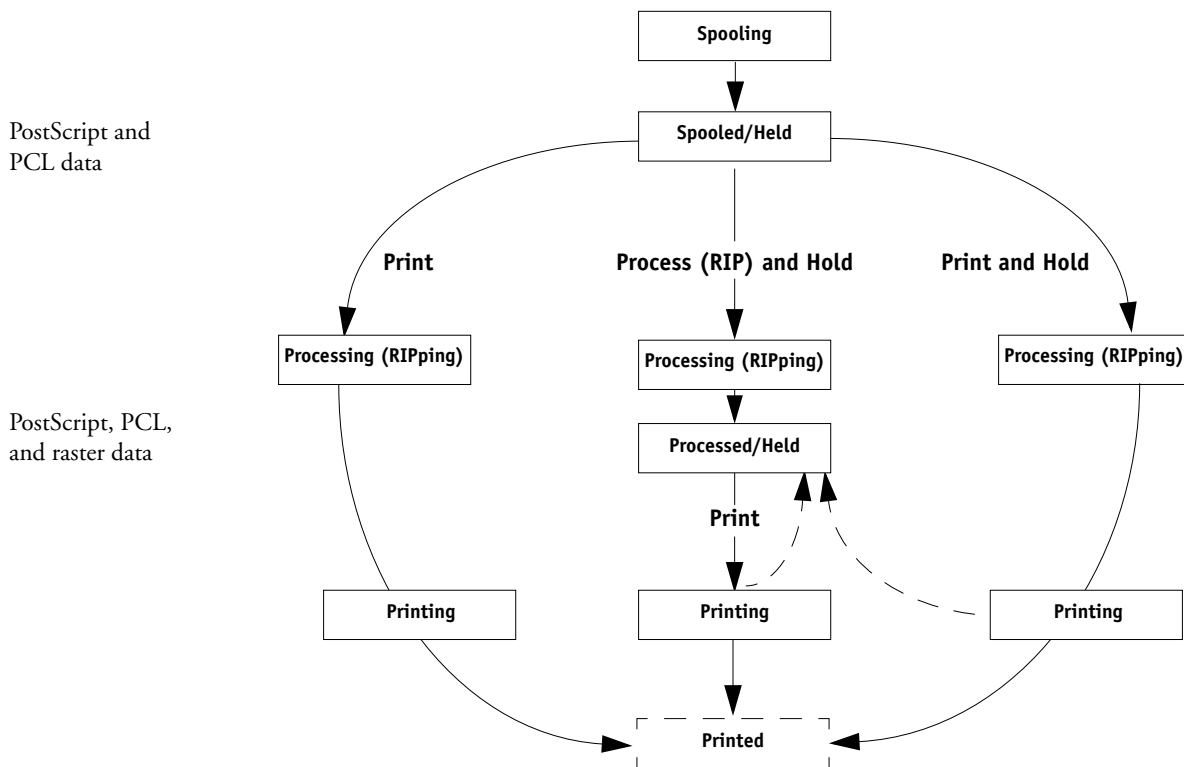 Spooling
PostScript and
PCL data
Spooled/Held
Print
Process (RIP) and Hold
Print and Hold
Processing (RIPping)
Processing (RIPping)
Processing (RIPping)
PostScript, PCL,
and raster data
Processed/Held
Print
Printing
Printing
Printing
Printed